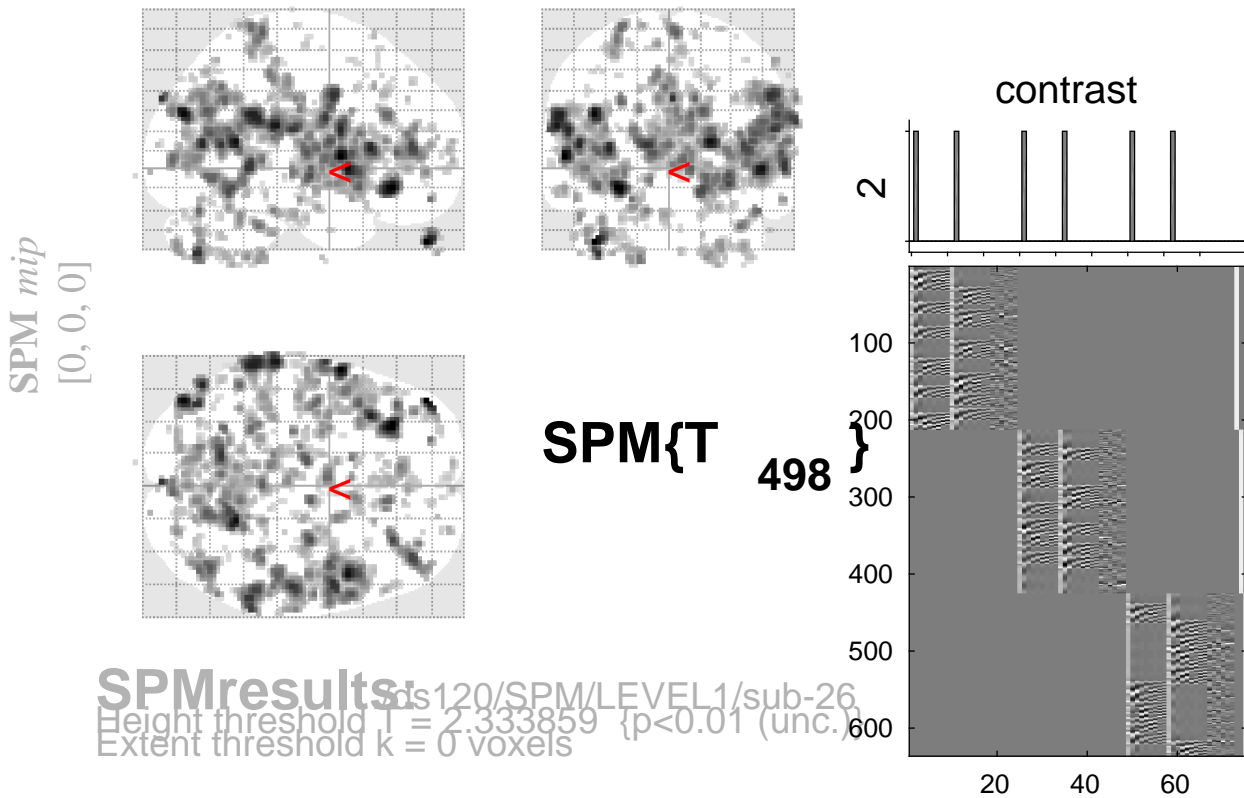 contrast
2
SPM mip
[0, 0, 0]
<
<
<
SPM{T498}
100
200
300
400
500
600
20 40 60
SPMresults: /ds120/SPM/LEVEL1/sub-26
Height threshold T = 2.333859 {p<0.01 (unc.)}
Extent threshold k = 0 voxels